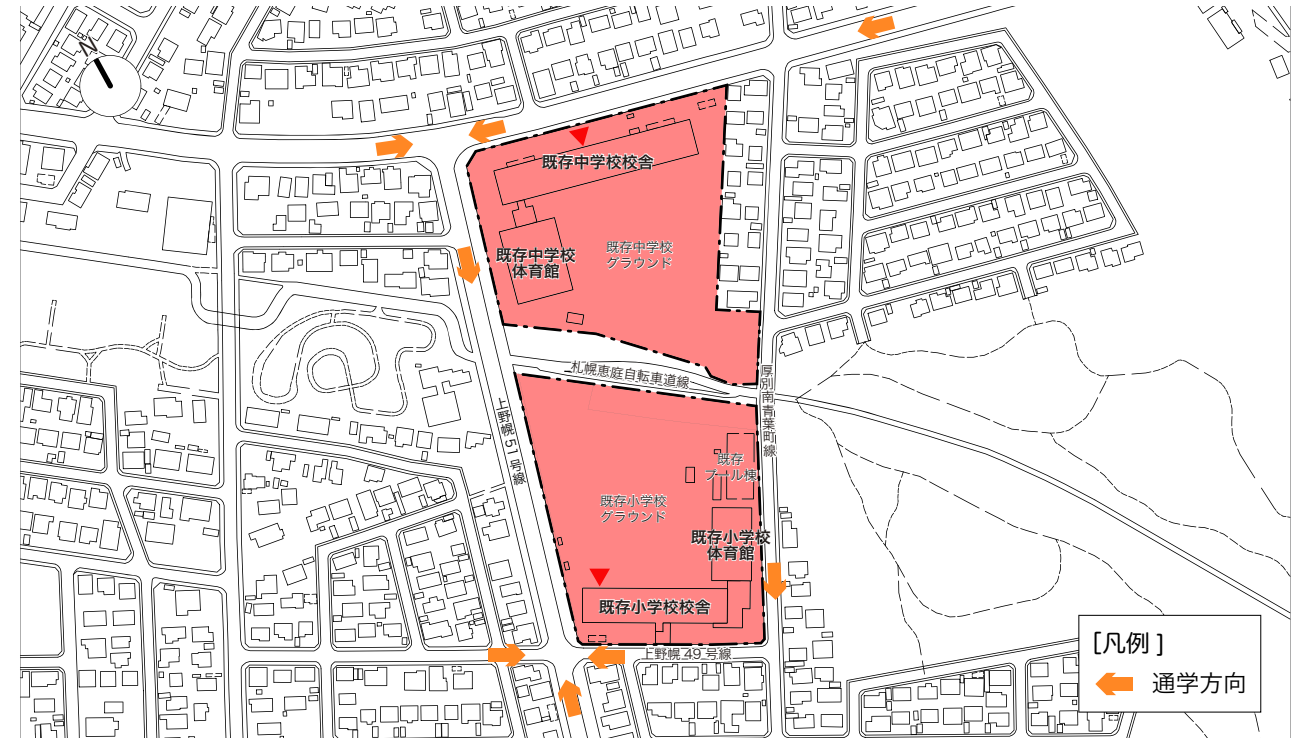 N
既存中学校校舎
既存中学校
体育館
既存中学校
グラウンド
札幌恵庭自転車道線
厚別南青葉町線
上野幌51号線
既存
プール棟
既存小学校
グラウンド
既存小学校
体育館
既存小学校校舎
上野幌49号線
[凡例]
通学方向